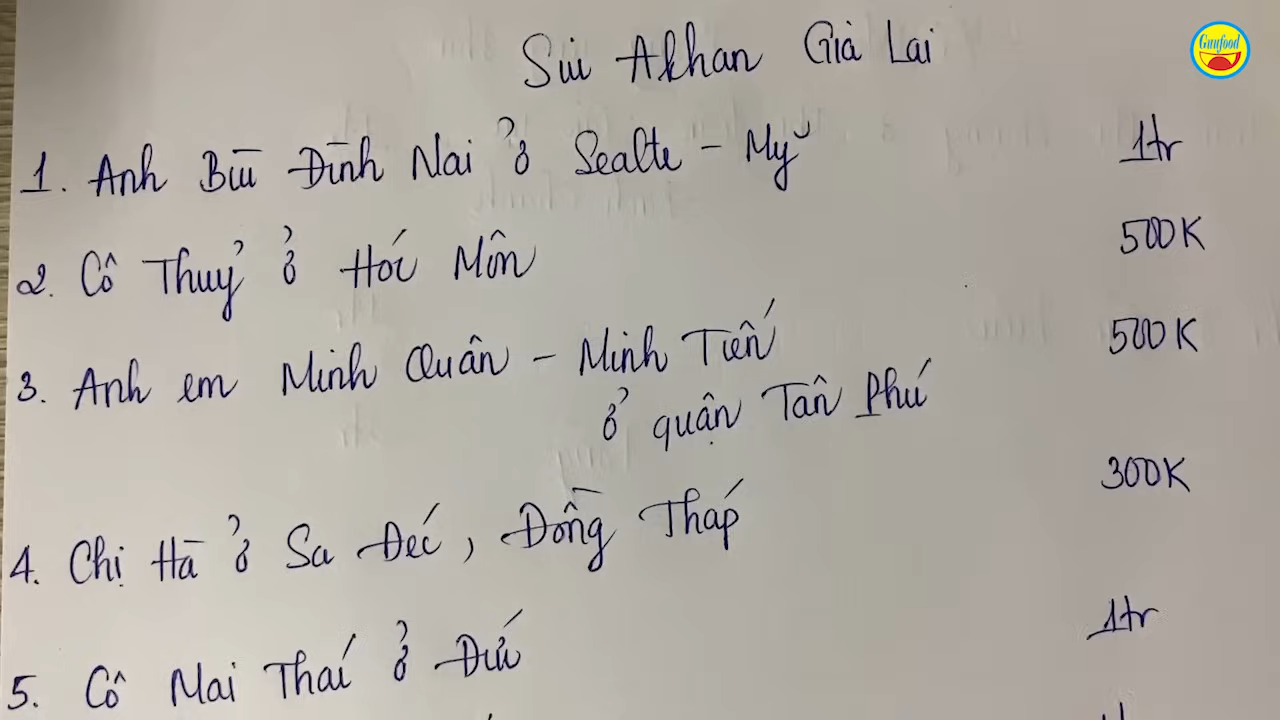 Gnufood
Sui Akhan Gia Lai
1. Anh Bùi Đình Nai ở Sealte - Mỹ 1tr
2. Cô Thuỷ ở Hóc Môn 500K
3. Anh em Minh Quân - Minh Tiến 500K
ở quận Tân Phú
4. Chị Hà ở Sa Đéc, Đồng Tháp 300K
5. Cô Mai Thái ở Đức 1tr